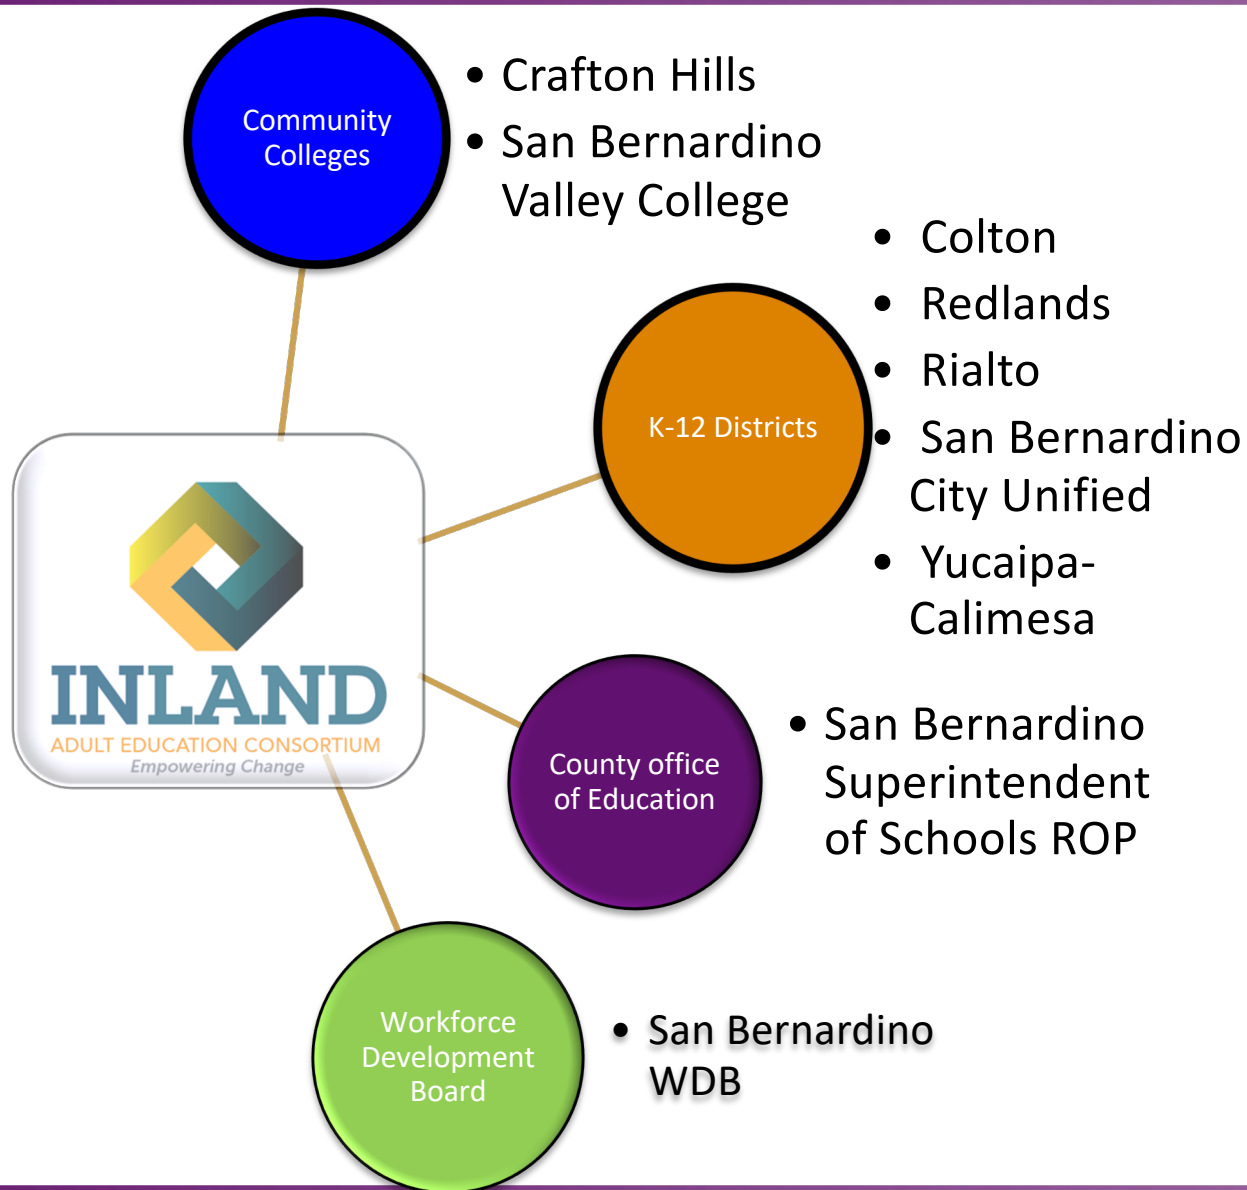 Community
Colleges
• Crafton Hills
• San Bernardino
Valley College
K-12 Districts
• Colton
• Redlands
• Rialto
• San Bernardino
City Unified
• Yucaipa-
Calimesa
INLAND
ADULT EDUCATION CONSORTIUM
Empowering Change
County office
of Education
• San Bernardino
Superintendent
of Schools ROP
Workforce
Development
Board
• San Bernardino
WDB